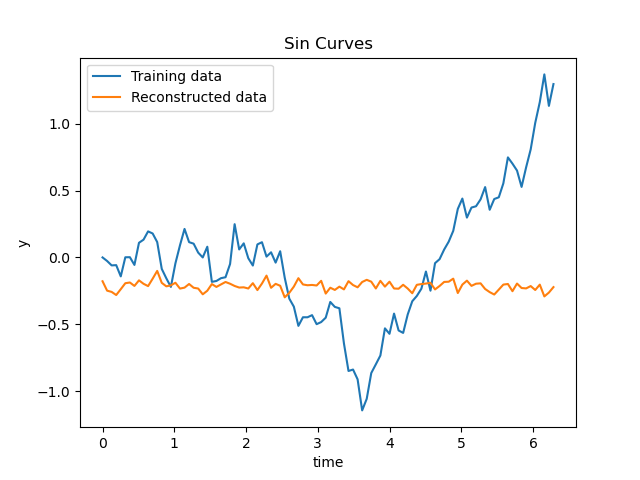 Sin Curves
Training data
Reconstructed data
1.0
0.5
0.0
−0.5
−1.0
y
0 1 2 3 4 5 6
time